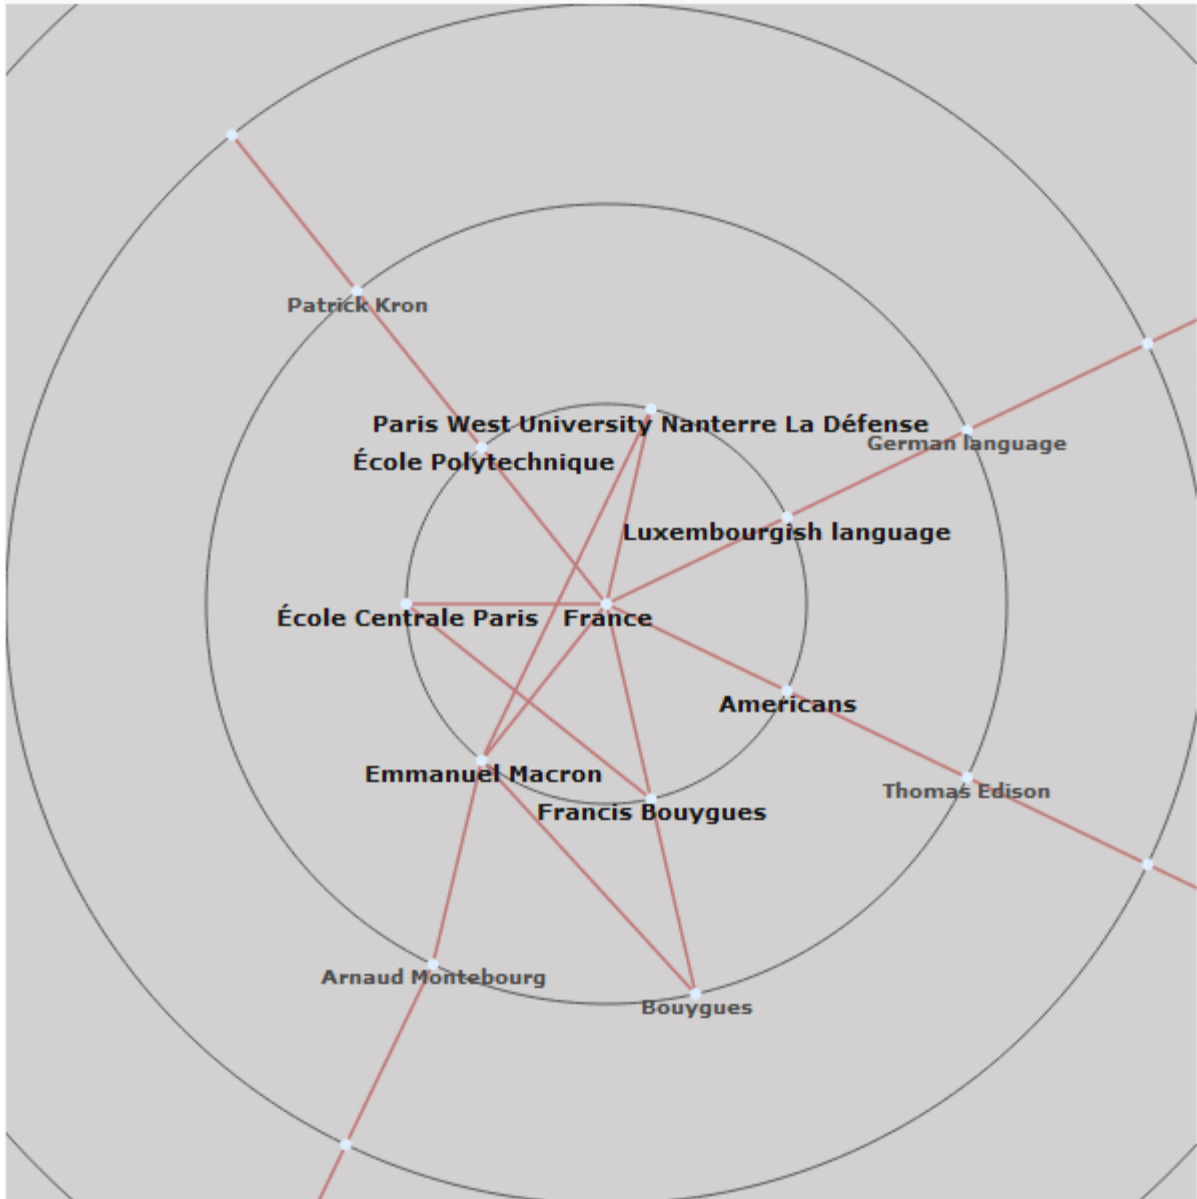 Patrick Kron
Paris West University Nanterre La Défense
German language
École Polytechnique
Luxembourgish language
École Centrale Paris
France
Americans
Emmanuel Macron
Thomas Edison
Francis Bouygues
Arnaud Montebourg
Bouygues